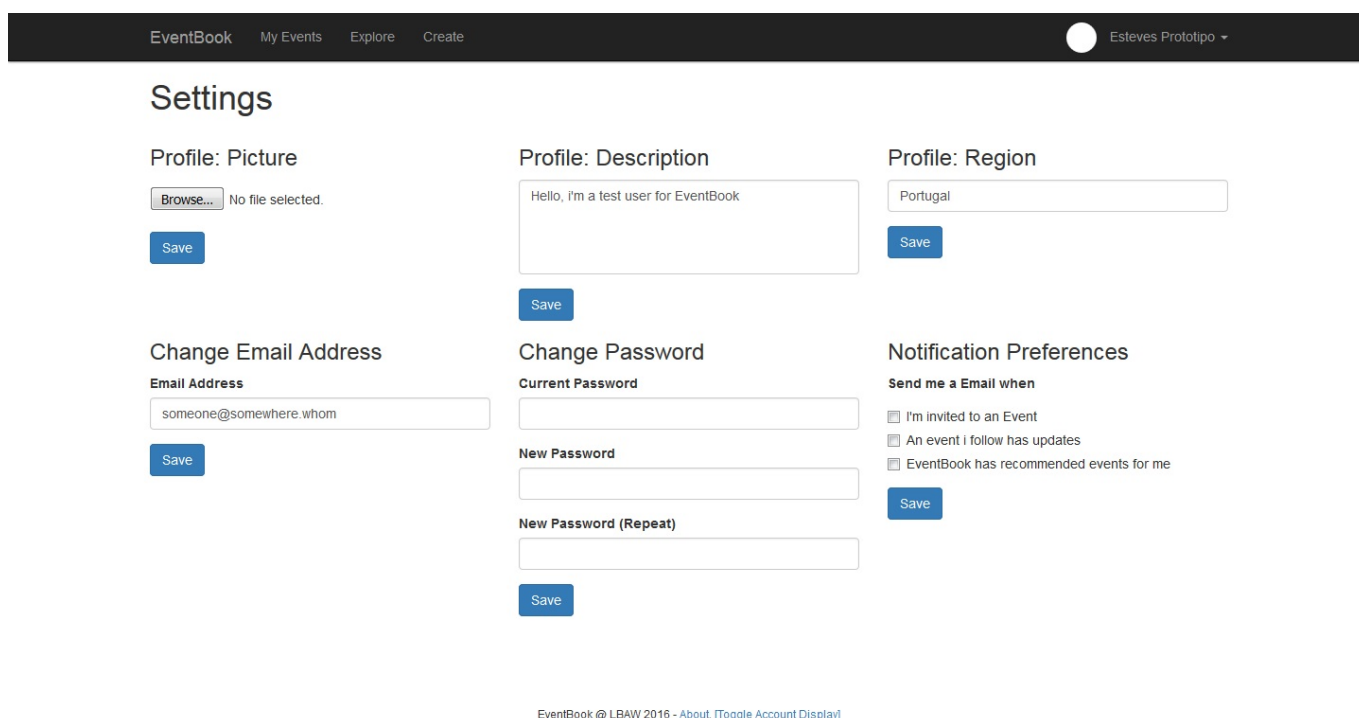 EventBook My Events Explore Create Esteves Prototipo
Settings
Profile: Picture
Browse... No file selected.
Save
Profile: Description
Hello, i'm a test user for EventBook
Save
Profile: Region
Portugal
Save
Change Email Address
Email Address
someone@somewhere.whom
Save
Change Password
Current Password
New Password
New Password (Repeat)
Save
Notification Preferences
Send me a Email when
I'm invited to an Event
An event i follow has updates
EventBook has recommended events for me
Save
EventBook @ LBAW 2016 - About. [Toggle Account Display]